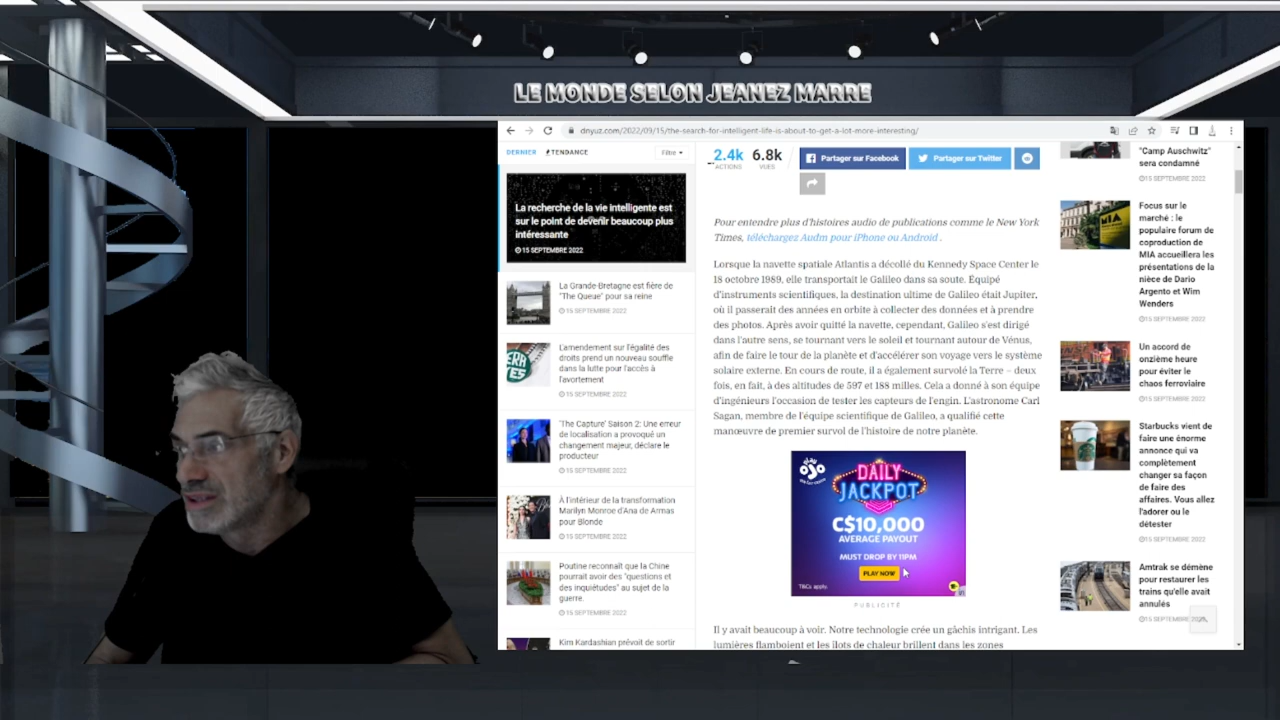 LE MONDE SELON JEANEZ MARRE
dnyuz.com/2022/09/15/the-search-for-intelligent-life-is-about-to-get-a-lot-more-interesting/
DERNIER
TENDANCE
Filtre
La recherche de la vie intelligente est
sur le point de devenir beaucoup plus
intéressante
15 SEPTEMBRE 2022
La Grande-Bretagne est fière de
"The Queue" pour sa reine
15 SEPTEMBRE 2022
L'amendement sur l'égalité des
droits prend un nouveau souffle
dans la lutte pour l'accès à
l'avortement
15 SEPTEMBRE 2022
'The Capture' Saison 2: Une erreur
de localisation a provoqué un
changement majeur, déclare le
producteur
15 SEPTEMBRE 2022
À l'intérieur de la transformation
Marilyn Monroe d'Ana de Armas
pour Blonde
15 SEPTEMBRE 2022
Poutine reconnaît que la Chine
pourrait avoir des "questions et
des inquiétudes" au sujet de la
guerre.
15 SEPTEMBRE 2022
Kim Kardashian prévoit de sortir
2.4k 6.8k
ACTIONS VUES
Partager sur Facebook
Partager sur Twitter
Pour entendre plus d'histoires audio de publications comme le New York
Times, téléchargez Audm pour iPhone ou Android .
Lorsque la navette spatiale Atlantis a décollé du Kennedy Space Center le
18 octobre 1989, elle transportait le Galileo dans sa soute. Équipé
d'instruments scientifiques, la destination ultime de Galileo était Jupiter,
où il passerait des années en orbite à collecter des données et à prendre
des photos. Après avoir quitté la navette, cependant, Galileo s'est dirigé
dans l'autre sens, se tournant vers le soleil et tournant autour de Vénus,
afin de faire le tour de la planète et d'accélérer son voyage vers le système
solaire externe. En cours de route, il a également survolé la Terre – deux
fois, en fait, à des altitudes de 597 et 188 milles. Cela a donné à son équipe
d'ingénieurs l'occasion de tester les capteurs de l'engin. L'astronome Carl
Sagan, membre de l'équipe scientifique de Galileo, a qualifié cette
manœuvre de premier survol de l'histoire de notre planète.
play
OJO
DAILY
JACKPOT
C$10,000
AVERAGE PAYOUT
MUST DROP BY 11PM
PLAY NOW
T&Cs apply.
PUBLICITÉ
Il y avait beaucoup à voir. Notre technologie crée un gâchis intrigant. Les
lumières flamboient et les îlots de chaleur brillent dans les zones
"Camp Auschwitz"
sera condamné
15 SEPTEMBRE 2022
Focus sur le
marché : le
populaire forum de
coproduction de
MIA accueillera les
présentations de la
nièce de Dario
Argento et Wim
Wenders
15 SEPTEMBRE 2022
MIA
Un accord de
onzième heure
pour éviter le
chaos ferroviaire
15 SEPTEMBRE 2022
Starbucks vient de
faire une énorme
annonce qui va
complètement
changer sa façon
de faire des
affaires. Vous allez
l'adorer ou le
détester
15 SEPTEMBRE 2022
Amtrak se démène
pour restaurer les
trains qu'elle avait
annulés
15 SEPTEMBRE 2022